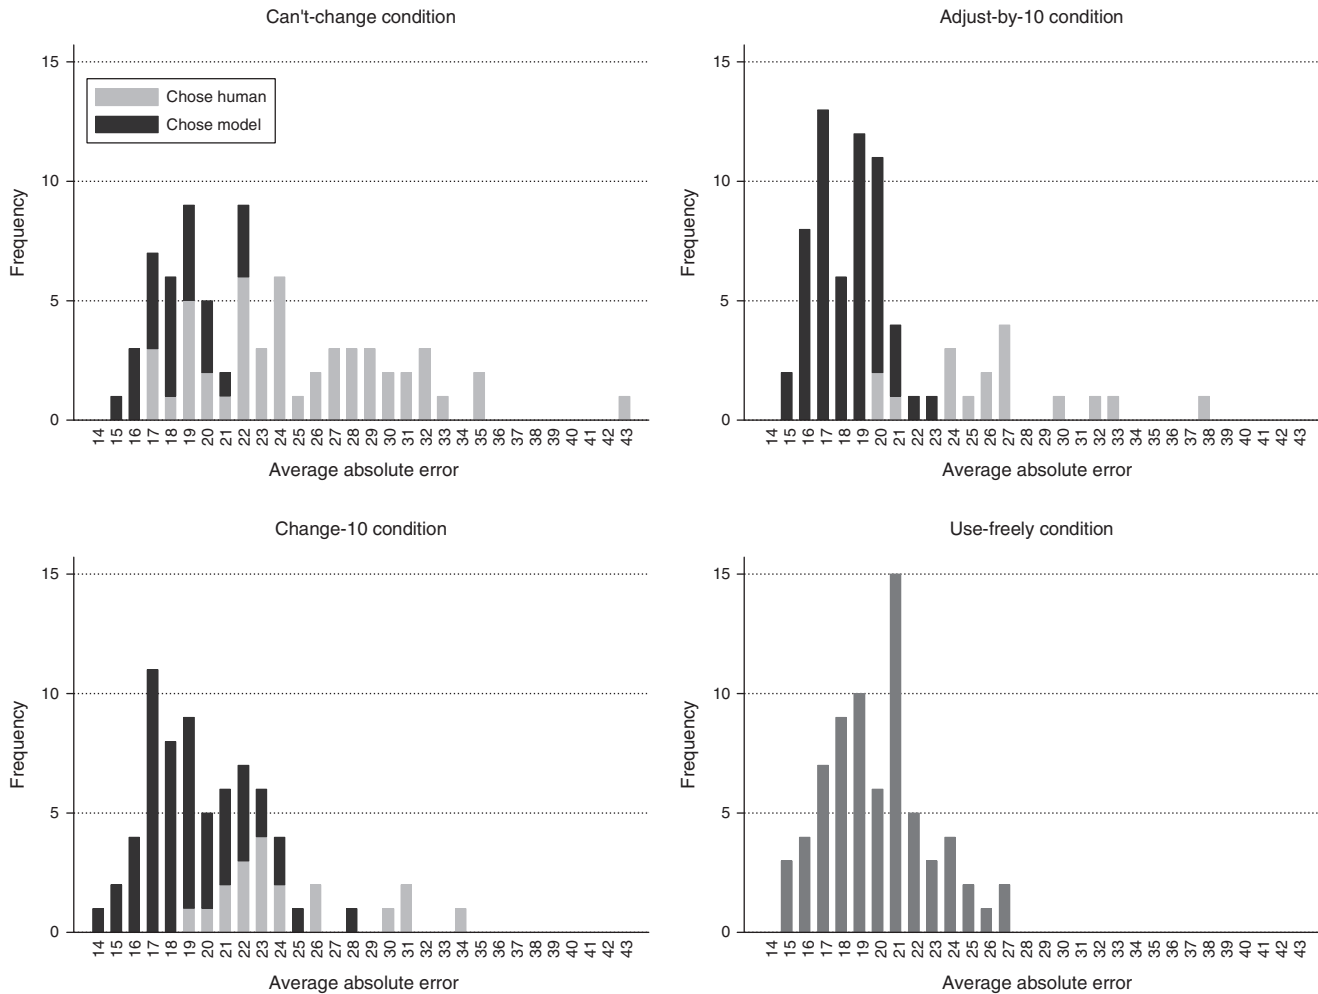 Can't-change condition
15
10
5
0
Frequency
Chose human
Chose model
14 15 16 17 18 19 20 21 22 23 24 25 26 27 28 29 30 31 32 33 34 35 36 37 38 39 40 41 42 43
Average absolute error
Adjust-by-10 condition
15
10
5
0
Frequency
14 15 16 17 18 19 20 21 22 23 24 25 26 27 28 29 30 31 32 33 34 35 36 37 38 39 40 41 42 43
Average absolute error
Change-10 condition
15
10
5
0
Frequency
14 15 16 17 18 19 20 21 22 23 24 25 26 27 28 29 30 31 32 33 34 35 36 37 38 39 40 41 42 43
Average absolute error
Use-freely condition
15
10
5
0
Frequency
14 15 16 17 18 19 20 21 22 23 24 25 26 27 28 29 30 31 32 33 34 35 36 37 38 39 40 41 42 43
Average absolute error